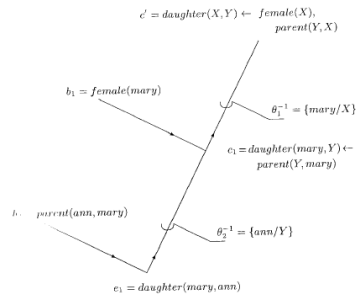 c′ = daughter(X, Y) ← female(X),
parent(Y, X)
b₁ = female(mary)
θ₁⁻¹ = {mary/X}
c₁ = daughter(mary, Y) ←
parent(Y, mary)
parent(ann, mary)
θ₂⁻¹ = {ann/Y}
e₁ = daughter(mary, ann)